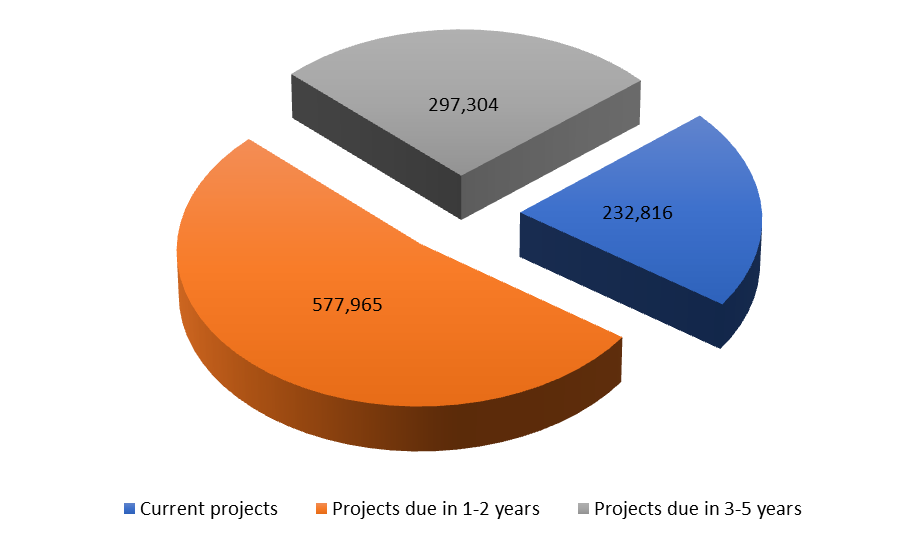 297,304
232,816
577,965
Current projects Projects due in 1-2 years Projects due in 3-5 years